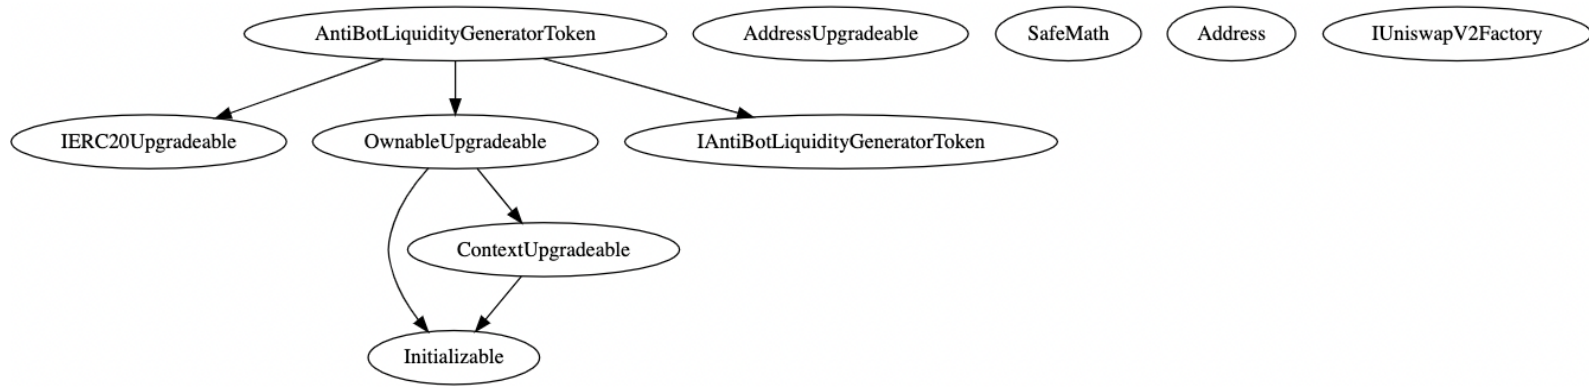 AntiBotLiquidityGeneratorToken
AddressUpgradeable
SafeMath
Address
IUniswapV2Factory
IERC20Upgradeable
OwnableUpgradeable
IAntiBotLiquidityGeneratorToken
ContextUpgradeable
Initializable